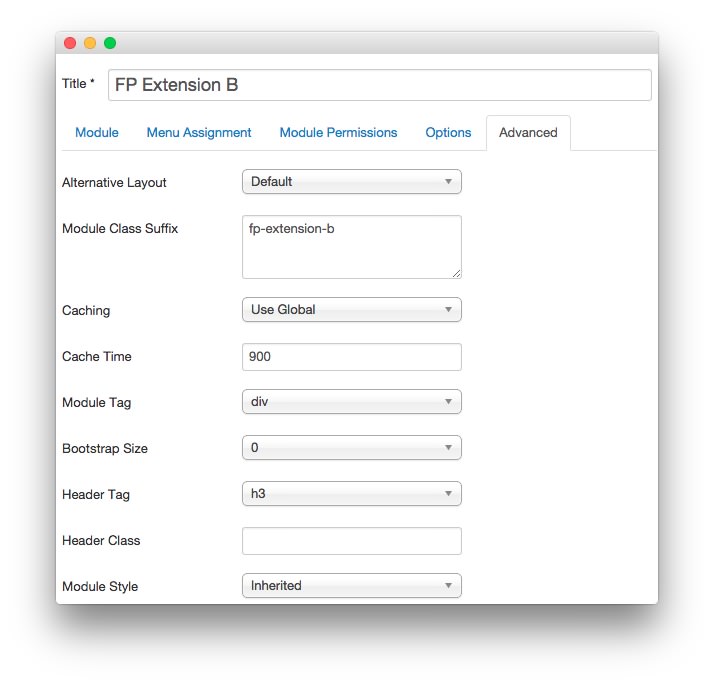 Title * FP Extension B
Module Menu Assignment Module Permissions Options Advanced
Alternative Layout Default
Module Class Suffix fp-extension-b
Caching Use Global
Cache Time 900
Module Tag div
Bootstrap Size 0
Header Tag h3
Header Class
Module Style Inherited